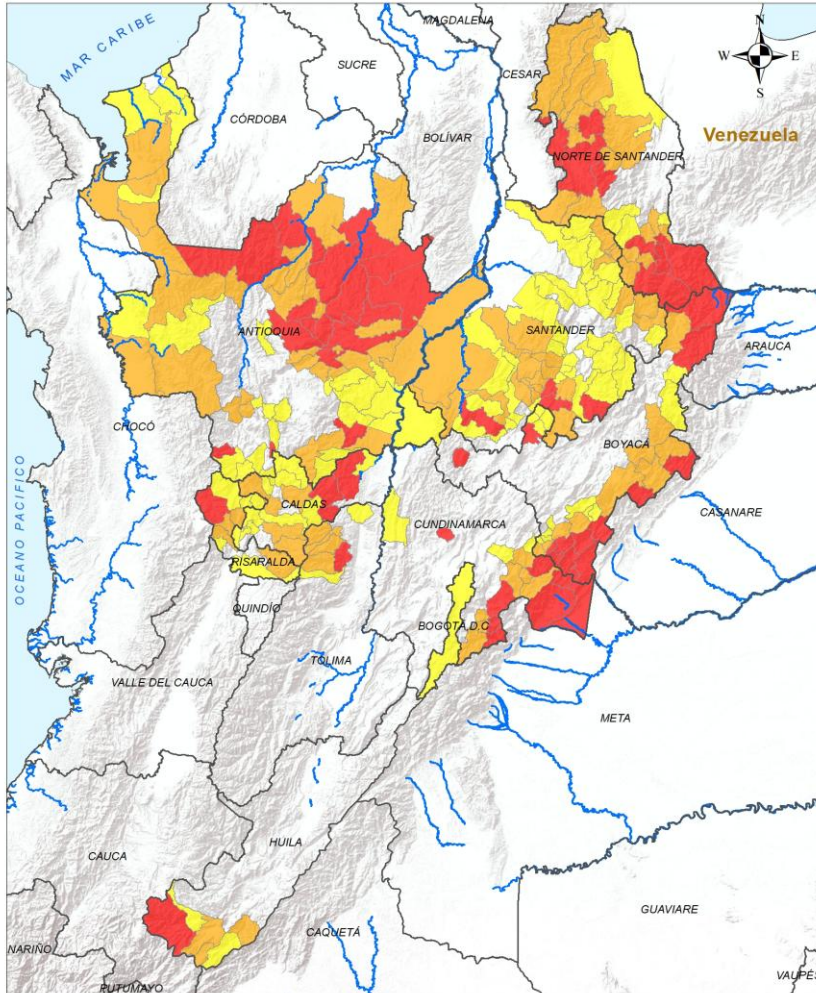 MAGDALENA
N
W E
S
MAR CARIBE
SUCRE
CESAR
CÓRDOBA
BOLÍVAR
Venezuela
NORTE DE SANTANDER
ANTIOQUIA
SANTANDER
ARAUCA
CHOCÓ
BOYACÁ
OCEANO PACIFICO
CALDAS
CUNDINAMARCA
CASANARE
RISARALDA
QUINDÍO
BOGOTÁ, D.C
TOLIMA
VALLE DEL CAUCA
META
HUILA
CAUCA
GUAVIARE
CAQUETÁ
NARIÑO
PUTUMAYO
VAUPÉS